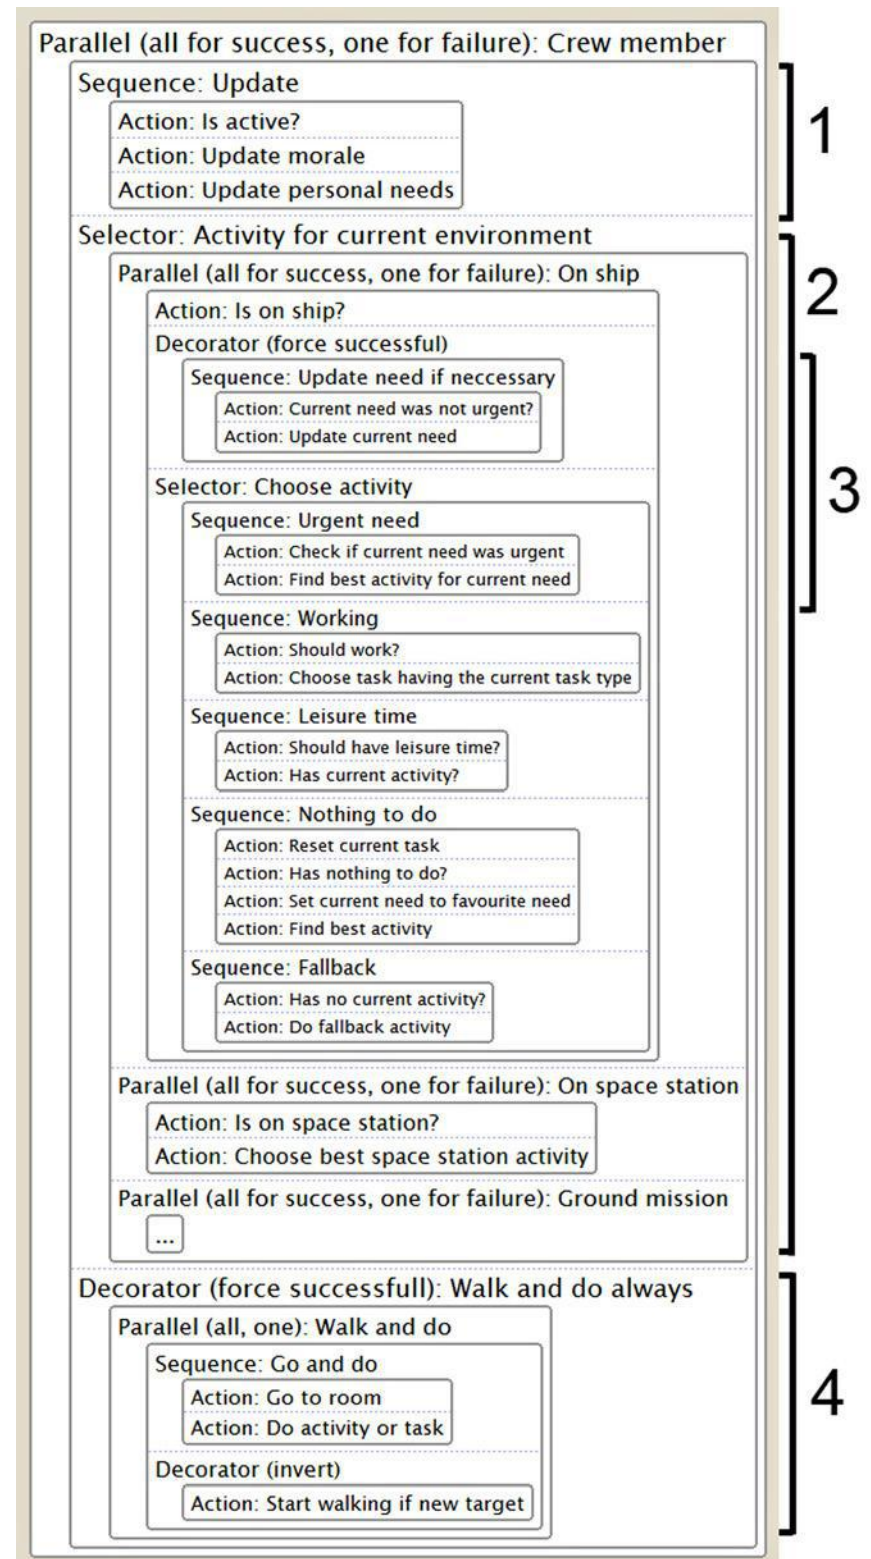 Parallel (all for success, one for failure): Crew member
Sequence: Update
Action: Is active?
Action: Update morale
Action: Update personal needs
1
Selector: Activity for current environment
Parallel (all for success, one for failure): On ship
2
Action: Is on ship?
Decorator (force successful)
Sequence: Update need if neccessary
Action: Current need was not urgent?
Action: Update current need
3
Selector: Choose activity
Sequence: Urgent need
Action: Check if current need was urgent
Action: Find best activity for current need
Sequence: Working
Action: Should work?
Action: Choose task having the current task type
Sequence: Leisure time
Action: Should have leisure time?
Action: Has current activity?
Sequence: Nothing to do
Action: Reset current task
Action: Has nothing to do?
Action: Set current need to favourite need
Action: Find best activity
Sequence: Fallback
Action: Has no current activity?
Action: Do fallback activity
Parallel (all for success, one for failure): On space station
Action: Is on space station?
Action: Choose best space station activity
Parallel (all for success, one for failure): Ground mission
...
Decorator (force successfull): Walk and do always
Parallel (all, one): Walk and do
Sequence: Go and do
Action: Go to room
Action: Do activity or task
4
Decorator (invert)
Action: Start walking if new target